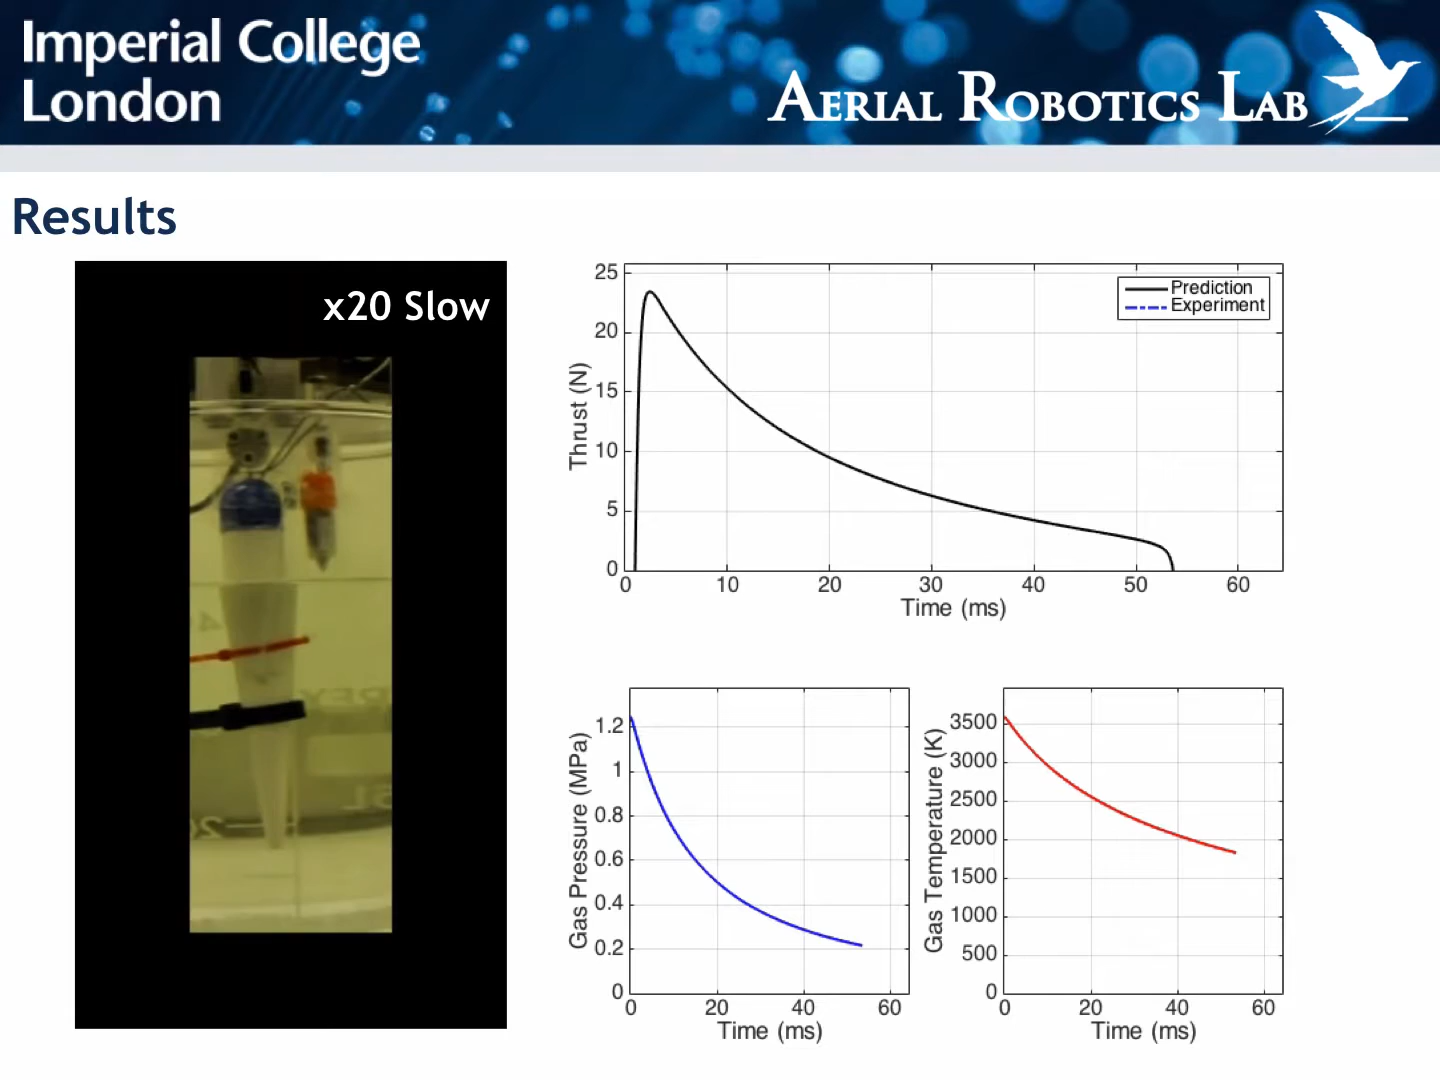 Imperial College
London
AERIAL ROBOTICS LAB
Results
x20 Slow
25
20
15
10
5
0
Thrust (N)
Prediction
Experiment
0 10 20 30 40 50 60
Time (ms)
1.2
1
0.8
0.6
0.4
0.2
0
Gas Pressure (MPa)
0 20 40 60
Time (ms)
3500
3000
2500
2000
1500
1000
500
0
Gas Temperature (K)
0 20 40 60
Time (ms)